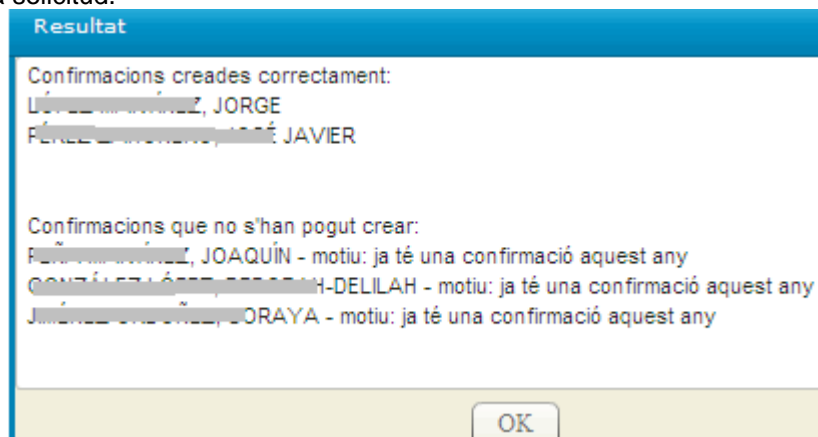 solicitud.
Resultat
Confirmacions creades correctament:
, JORGE
JAVIER
Confirmacions que no s'han pogut crear:
, JOAQUÍN - motiu: ja té una confirmació aquest any
-DELILAH - motiu: ja té una confirmació aquest any
ORAYA - motiu: ja té una confirmació aquest any
OK